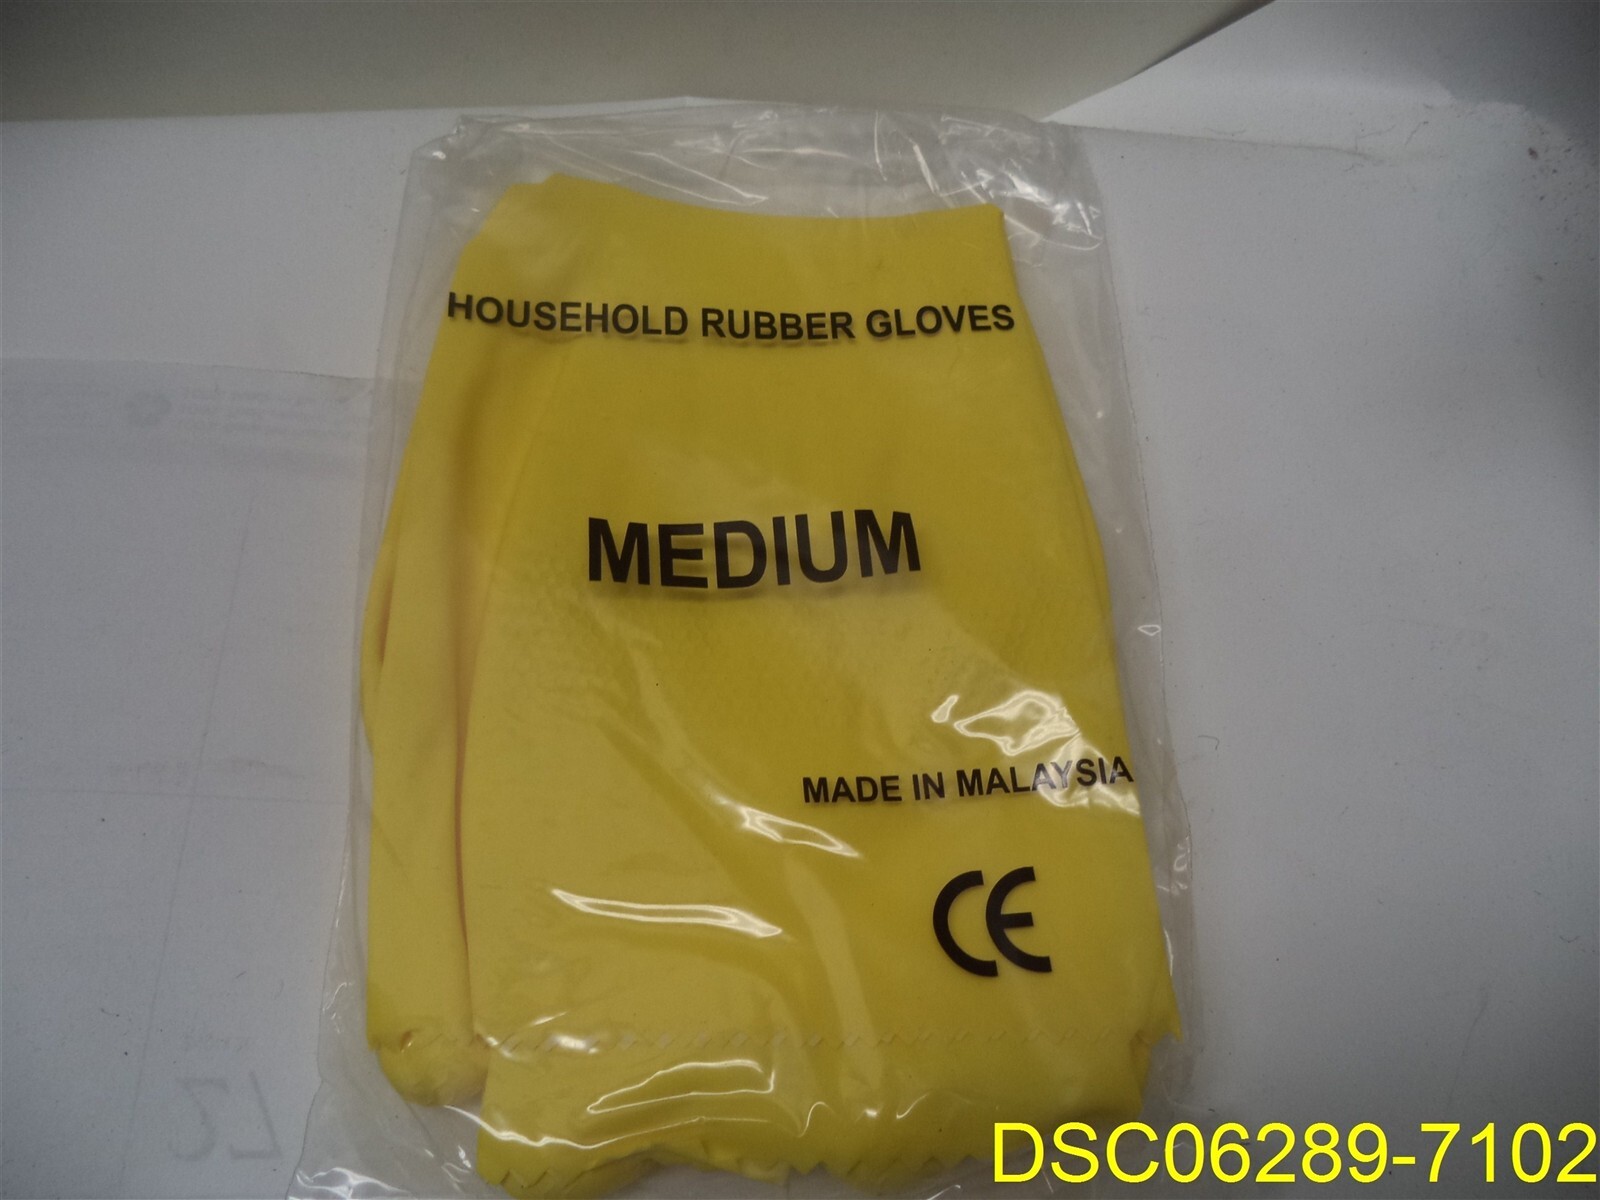 HOUSEHOLD RUBBER GLOVES
MEDIUM
MADE IN MALAYSIA
CE
DSC06289-7102